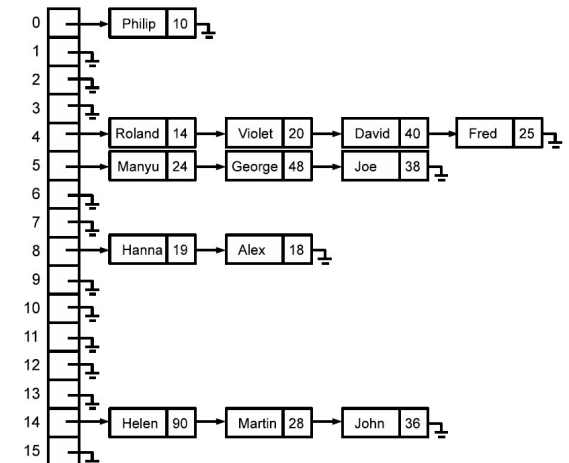 0 Philip 10
1
2
3
4 Roland 14 Violet 20 David 40 Fred 25
5 Manyu 24 George 48 Joe 38
6
7
8 Hanna 19 Alex 18
9
10
11
12
13
14 Helen 90 Martin 28 John 36
15